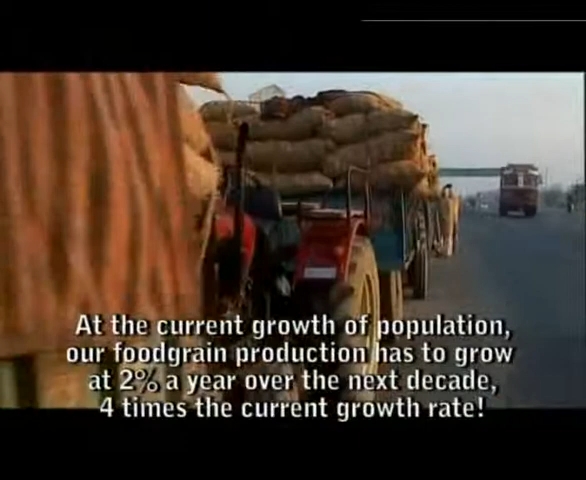 At the current growth of population,
our foodgrain production has to grow
at 2% a year over the next decade,
4 times the current growth rate!